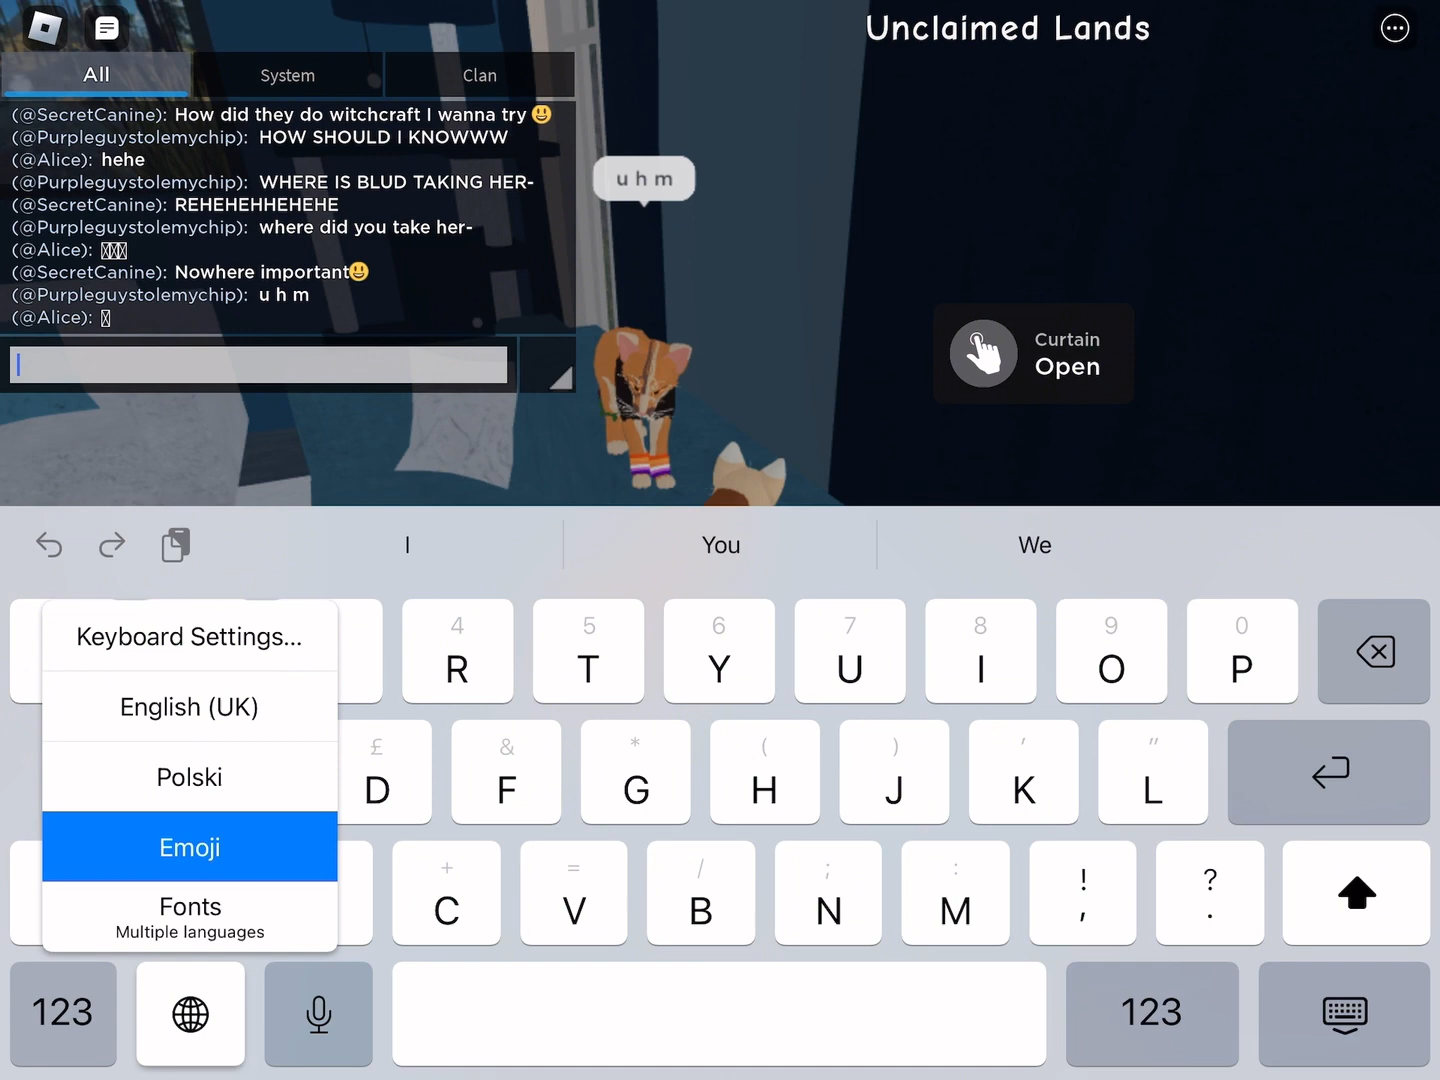 Unclaimed Lands
All
System
Clan
(@SecretCanine): How did they do witchcraft I wanna try 😃
(@Purpleguystolemychip): HOW SHOULD I KNOWWW
(@Alice): hehe
(@Purpleguystolemychip): WHERE IS BLUD TAKING HER-
(@SecretCanine): REHEHEHHEHEHE
(@Purpleguystolemychip): where did you take her-
(@Alice):
(@SecretCanine): Nowhere important😃
(@Purpleguystolemychip): u h m
(@Alice):
u h m
Curtain
Open
I
You
We
Keyboard Settings...
English (UK)
Polski
Emoji
Fonts
Multiple languages
4 5 6 7 8 9 0
R T Y U I O P
£ & * ( ) ' "
D F G H J K L
+ = / ; : ! ?
C V B N M , .
123
123